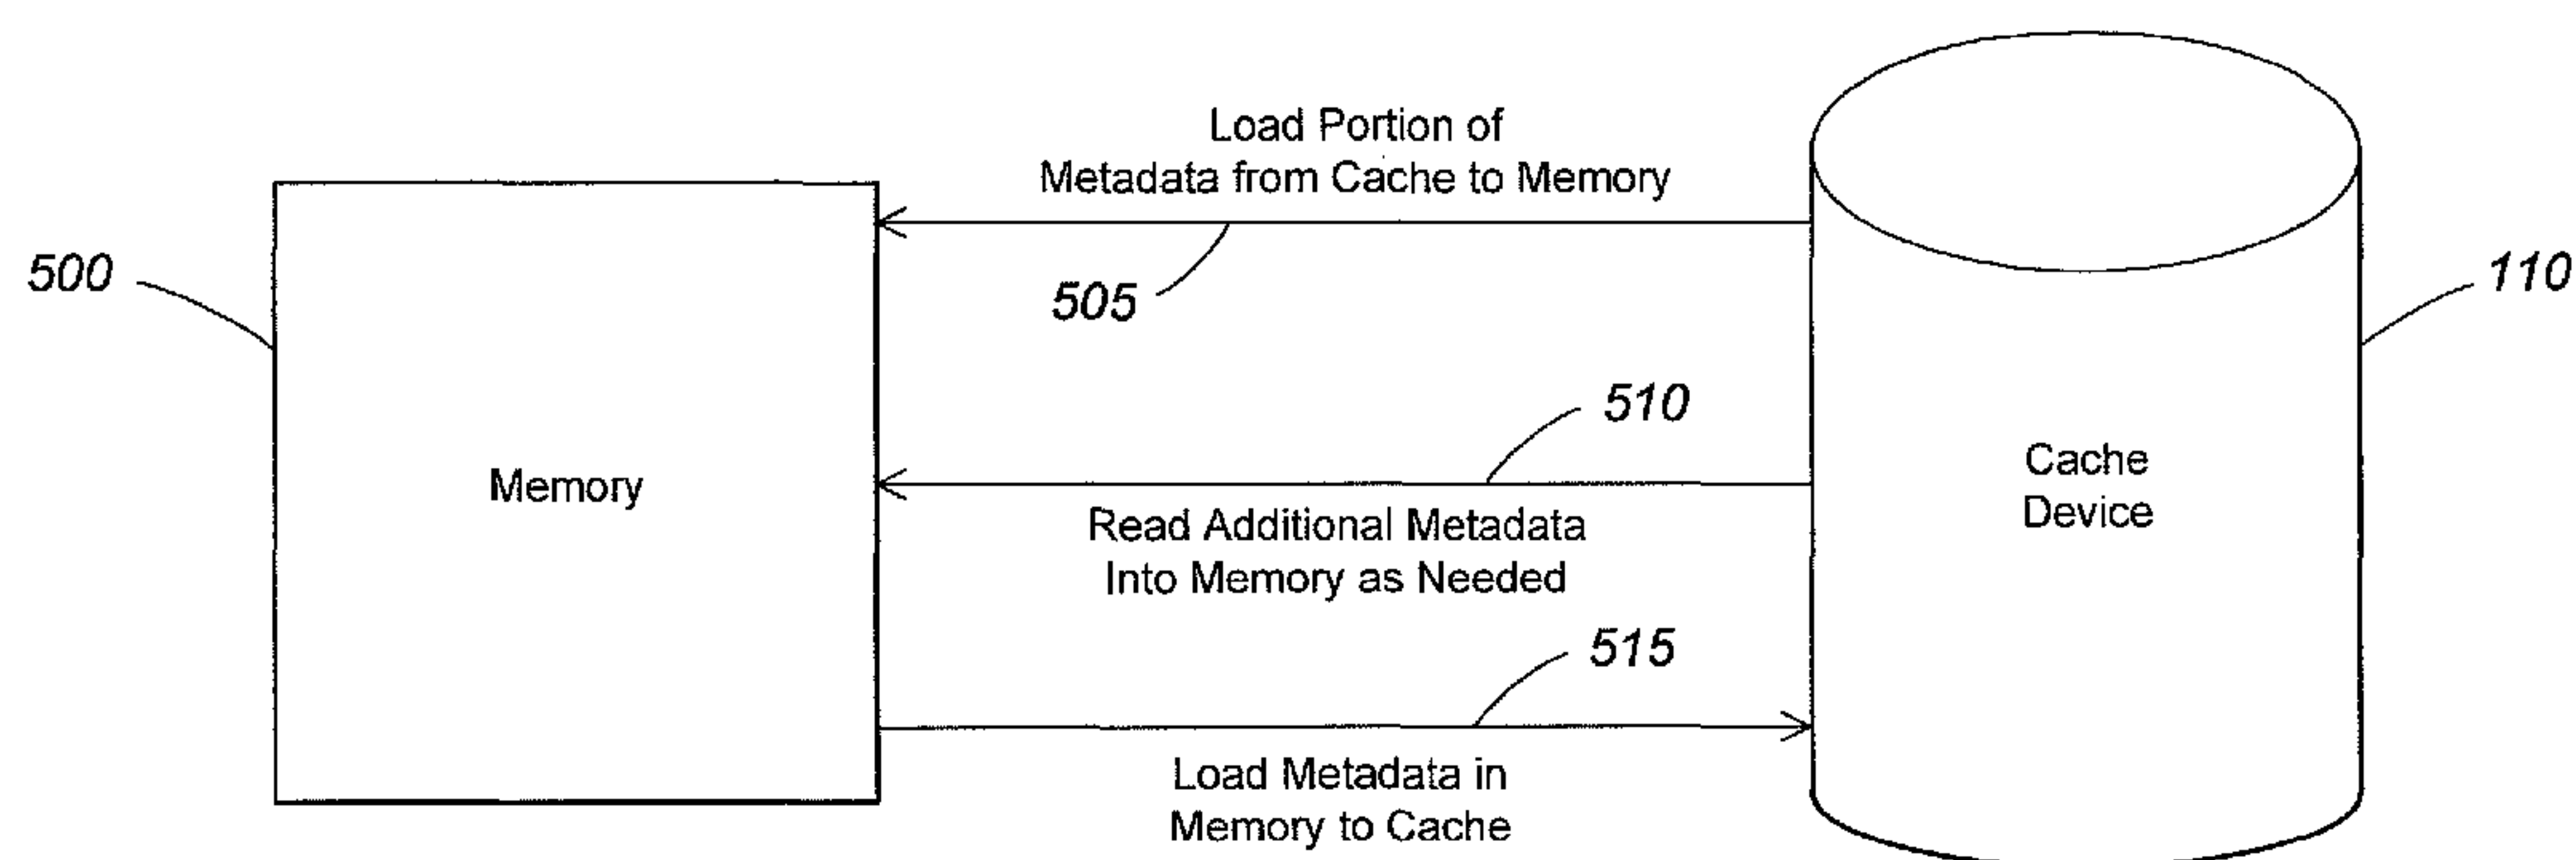 Load Portion of
Metadata from Cache to Memory
500
505
110
510
Memory
Cache
Device
Read Additional Metadata
Into Memory as Needed
515
Load Metadata in
Memory to Cache